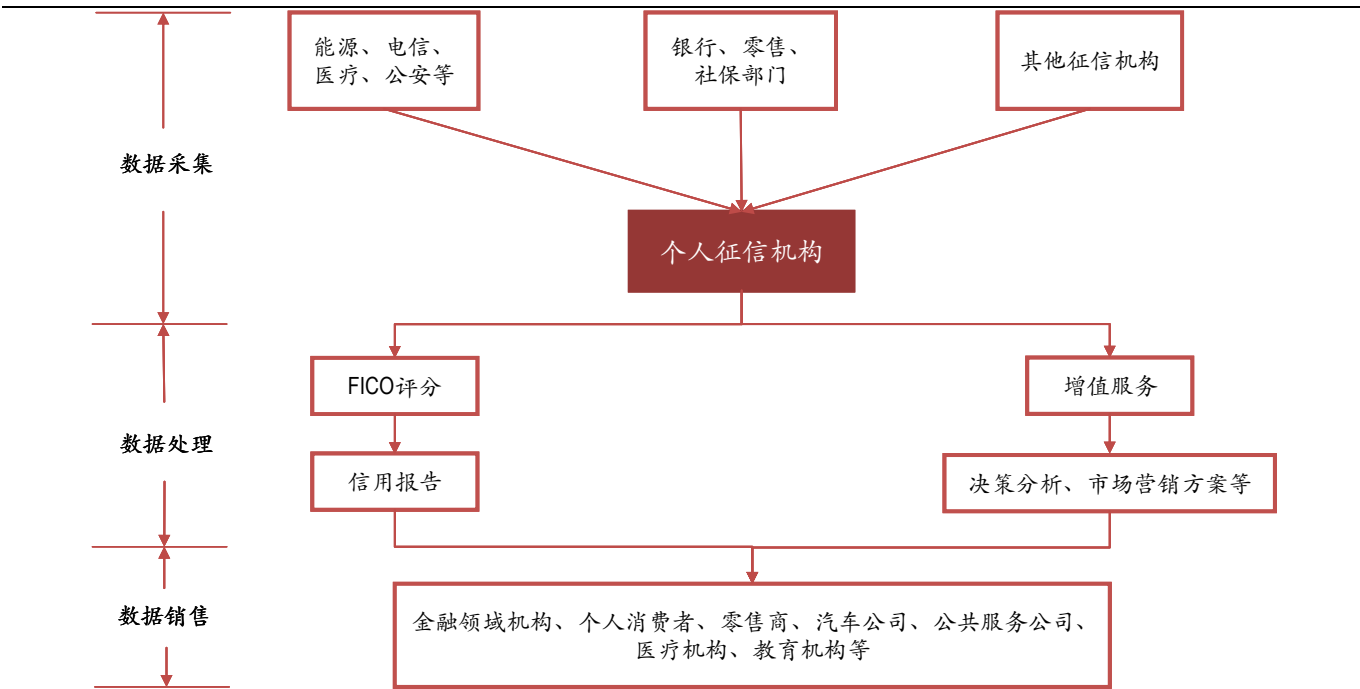 能源、电信、
医疗、公安等
银行、零售、
社保部门
其他征信机构
数据采集
个人征信机构
FICO评分
增值服务
数据处理
信用报告
决策分析、市场营销方案等
数据销售
金融领域机构、个人消费者、零售商、汽车公司、公共服务公司、
医疗机构、教育机构等